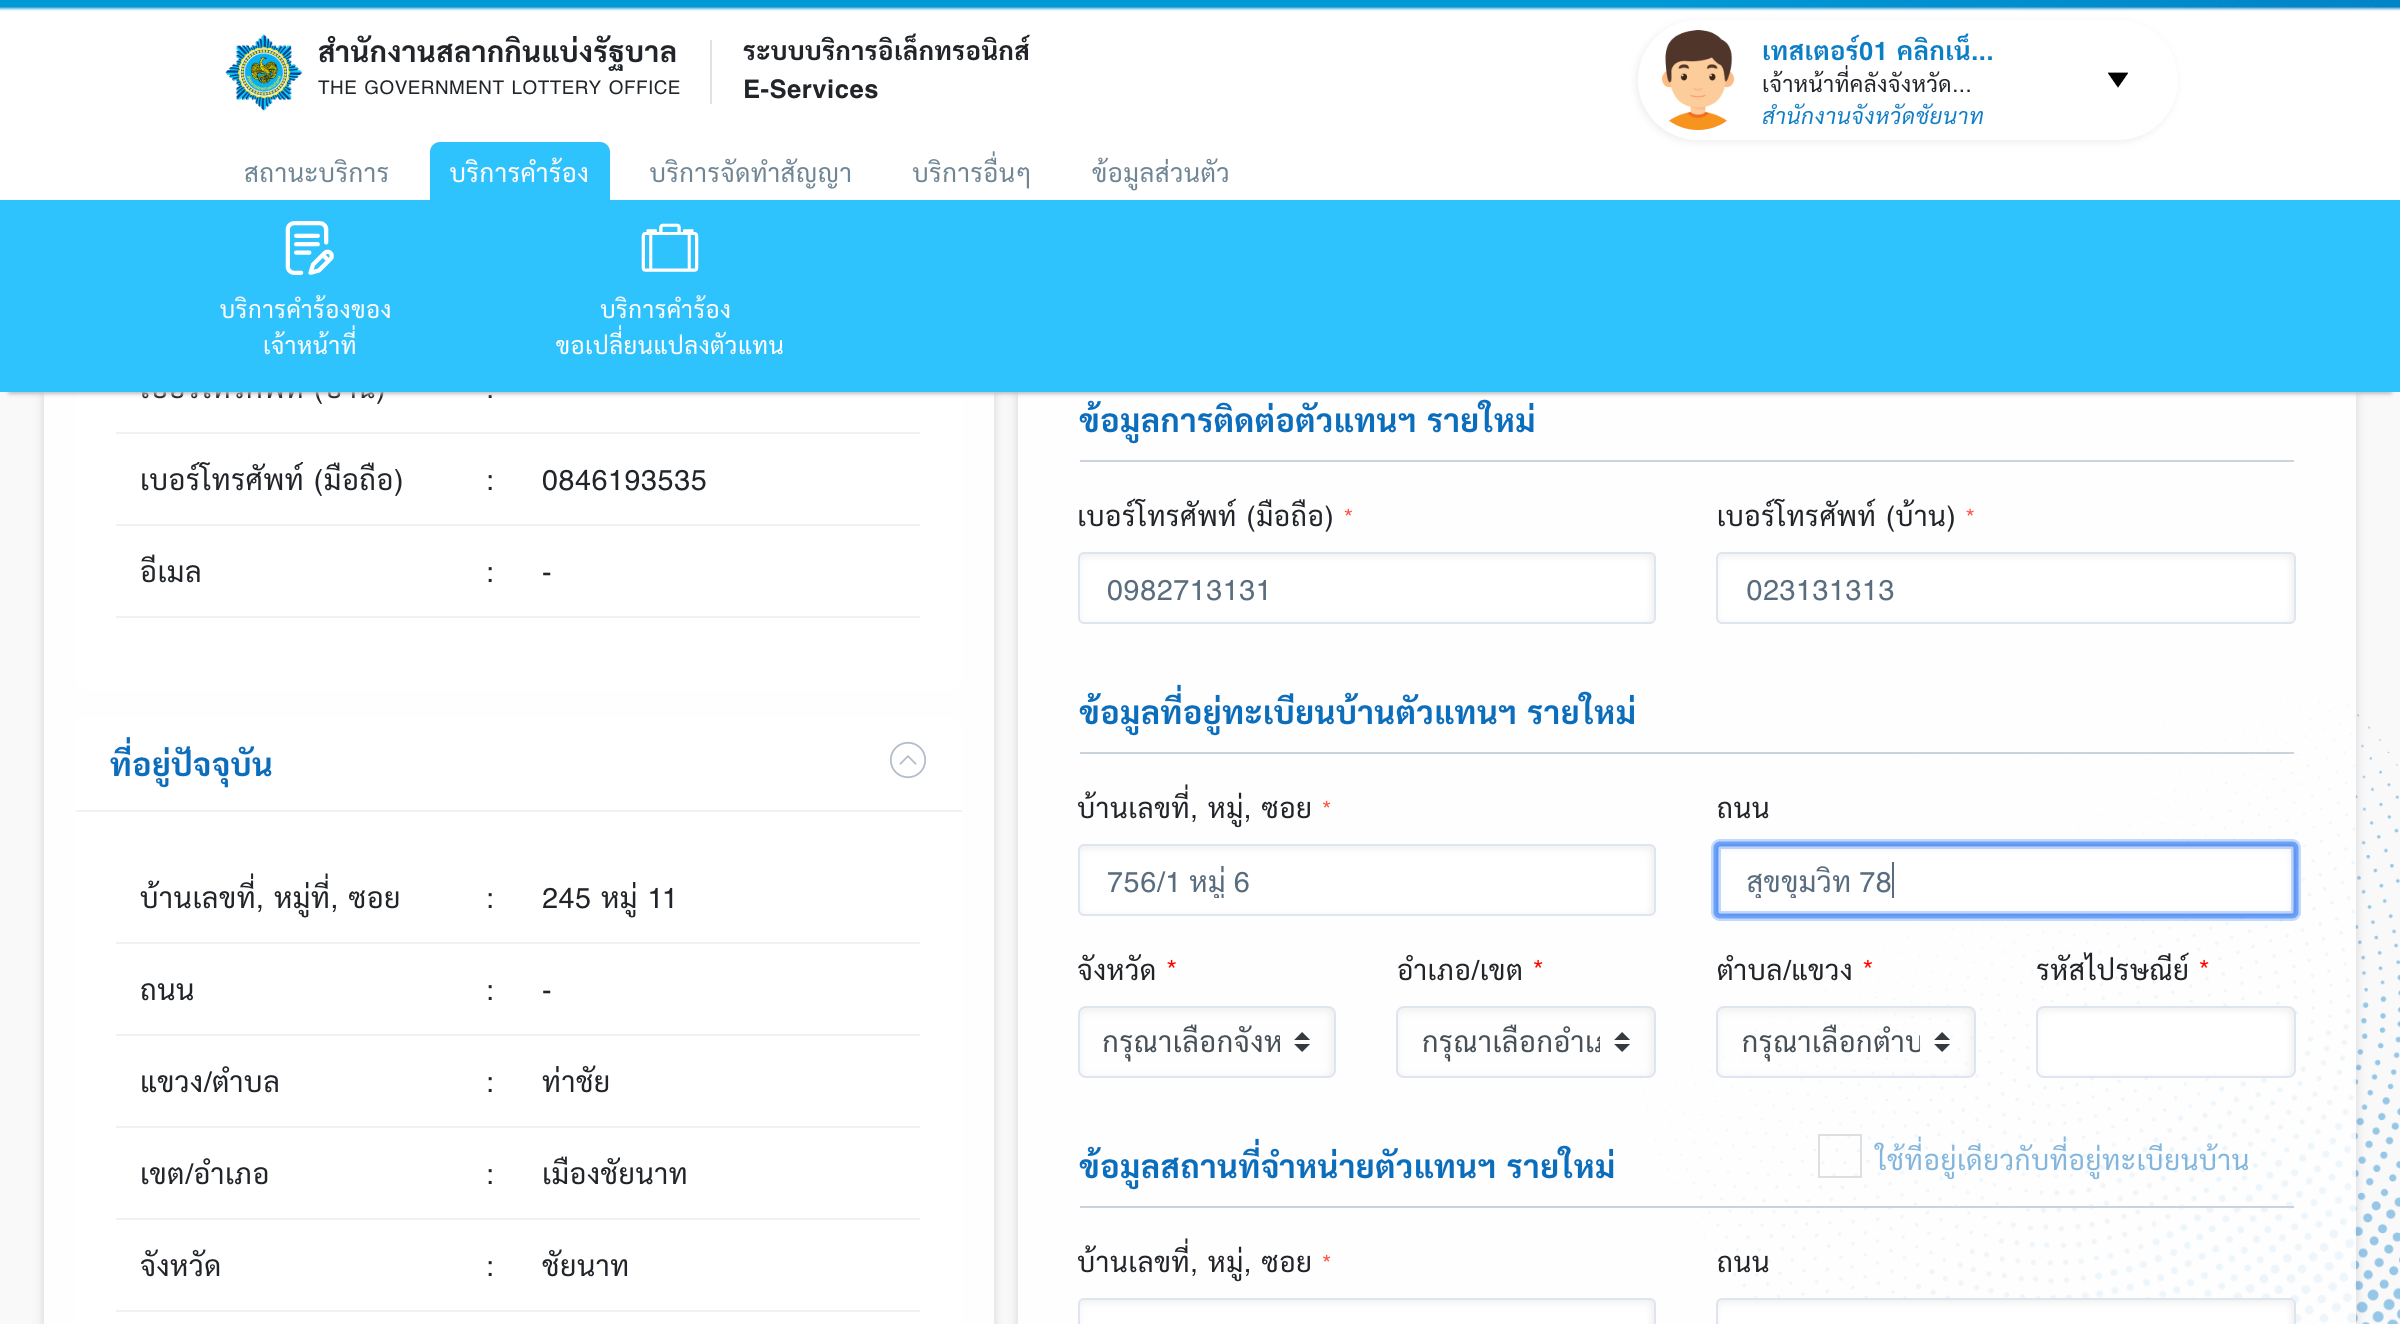 สำนักงานสลากกินแบ่งรัฐบาล
THE GOVERNMENT LOTTERY OFFICE
ระบบบริการอิเล็กทรอนิกส์
E-Services
เทสเตอร์01 คลิกเน็...
เจ้าหน้าที่คลังจังหวัด...
สำนักงานจังหวัดชัยนาท
สถานะบริการ
บริการคำร้อง
บริการจัดทำสัญญา
บริการอื่นๆ
ข้อมูลส่วนตัว
บริการคำร้องของ
เจ้าหน้าที่
บริการคำร้อง
ขอเปลี่ยนแปลงตัวแทน
เบอร์โทรศัพท์ (บ้าน) :
เบอร์โทรศัพท์ (มือถือ) : 0846193535
อีเมล : -
ที่อยู่ปัจจุบัน
บ้านเลขที่, หมู่ที่, ซอย : 245 หมู่ 11
ถนน : -
แขวง/ตำบล : ท่าชัย
เขต/อำเภอ : เมืองชัยนาท
จังหวัด : ชัยนาท
ข้อมูลการติดต่อตัวแทนฯ รายใหม่
เบอร์โทรศัพท์ (มือถือ) *
เบอร์โทรศัพท์ (บ้าน) *
0982713131
023131313
ข้อมูลที่อยู่ทะเบียนบ้านตัวแทนฯ รายใหม่
บ้านเลขที่, หมู่, ซอย *
ถนน
756/1 หมู่ 6
สุขขุมวิท 78
จังหวัด *
อำเภอ/เขต *
ตำบล/แขวง *
รหัสไปรษณีย์ *
กรุณาเลือกจังห
กรุณาเลือกอำเภ
กรุณาเลือกตำบ
ข้อมูลสถานที่จำหน่ายตัวแทนฯ รายใหม่
ใช้ที่อยู่เดียวกับที่อยู่ทะเบียนบ้าน
บ้านเลขที่, หมู่, ซอย *
ถนน